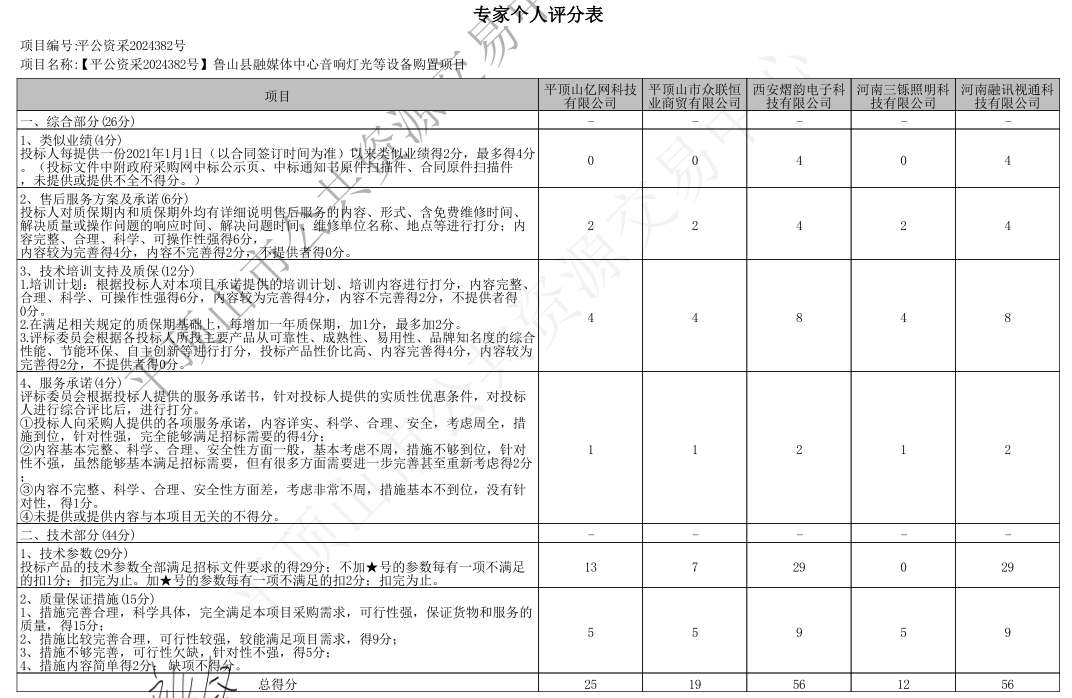 专家个人评分表
项目编号:平公资采2024382号
项目名称:【平公资采2024382号】鲁山县融媒体中心音响灯光等设备购置项目
项目 平顶山亿网科技有限公司 平顶山市众联恒业商贸有限公司 西安熠韵电子科技有限公司 河南三铄照明科技有限公司 河南融讯视通科技有限公司
一、综合部分(26分) – – – – –
1、类似业绩(4分)
投标人每提供一份2021年1月1日（以合同签订时间为准）以来类似业绩得2分，最多得4分
。（投标文件中附政府采购网中标公示页、中标通知书原件扫描件、合同原件扫描件
，未提供或提供不全不得分。）
0 0 4 0 4
2、售后服务方案及承诺(6分)
投标人对质保期内和质保期外均有详细说明售后服务的内容、形式、含免费维修时间、
解决质量或操作问题的响应时间、解决问题时间、维修单位名称、地点等进行打分；内
容完整、合理、科学、可操作性强得6分，
内容较为完善得4分，内容不完善得2分，不提供者得0分。
2 2 4 2 4
3、技术培训支持及质保(12分)
1.培训计划：根据投标人对本项目承诺提供的培训计划、培训内容进行打分，内容完整、
合理、科学、可操作性强得6分，内容较为完善得4分，内容不完善得2分，不提供者得
0分。
2.在满足相关规定的质保期基础上，每增加一年质保期，加1分，最多加2分。
3.评标委员会根据各投标人所投主要产品从可靠性、成熟性、易用性、品牌知名度的综合
性能、节能环保、自主创新等进行打分，投标产品性价比高、内容完善得4分，内容较为
完善得2分，不提供者得0分。
4 4 8 4 8
4、服务承诺(4分)
评标委员会根据投标人提供的服务承诺书，针对投标人提供的实质性优惠条件，对投标
人进行综合评比后，进行打分。
①投标人向采购人提供的各项服务承诺，内容详实、科学、合理、安全，考虑周全，措
施到位，针对性强，完全能够满足招标需要的得4分；
②内容基本完整、科学、合理、安全性方面一般，基本考虑不周，措施不够到位，针对
性不强，虽然能够基本满足招标需要，但有很多方面需要进一步完善甚至重新考虑得2分
；
③内容不完整、科学、合理、安全性方面差，考虑非常不周，措施基本不到位，没有针
对性，得1分。
④未提供或提供内容与本项目无关的不得分。
1 1 2 1 2
二、技术部分(44分) – – – – –
1、技术参数(29分)
投标产品的技术参数全部满足招标文件要求的得29分；不加★号的参数每有一项不满足
的扣1分；扣完为止。加★号的参数每有一项不满足的扣2分；扣完为止。
13 7 29 0 29
2、质量保证措施(15分)
1、措施完善合理，科学具体，完全满足本项目采购需求，可行性强，保证货物和服务的
质量，得15分；
2、措施比较完善合理，可行性较强，较能满足项目需求，得9分；
3、措施不够完善，可行性欠缺，针对性不强，得5分；
4、措施内容简单得2分； 缺项不得分。
5 5 9 5 9
总得分 25 19 56 12 56
平顶山市公共资源交易中心
平顶山市公共资源交易中心